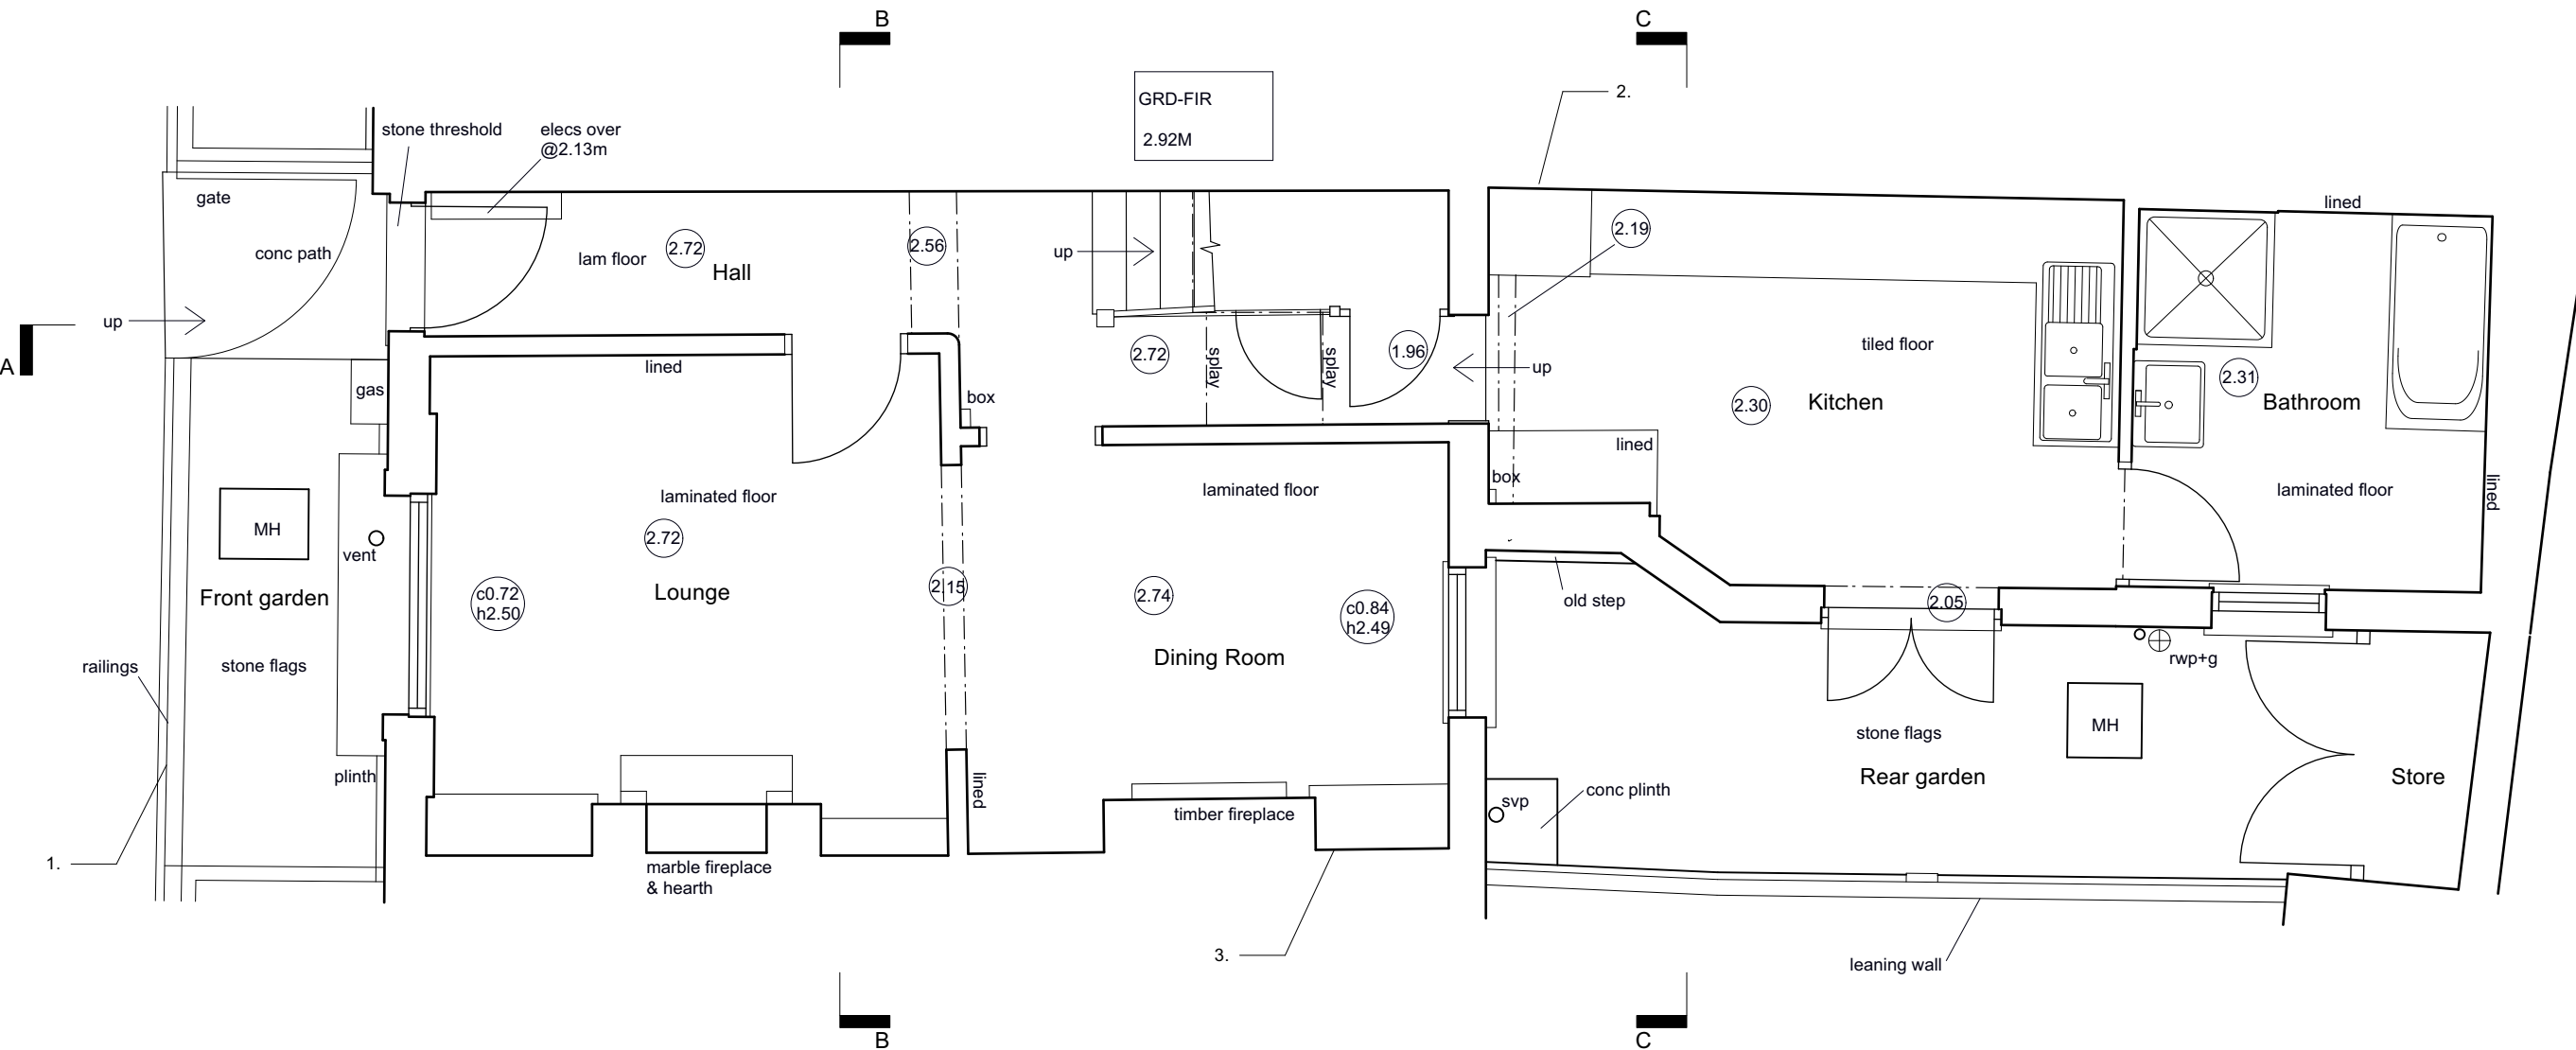 B
C
GRD-FIR
2.92M
2.
stone threshold
elecs over
@2.13m
gate
conc path
up
A
gas
lam floor
2.72
Hall
2.56
up
2.72
splay
splay
1.96
up
2.19
tiled floor
2.30
Kitchen
lined
2.31
Bathroom
laminated floor
lined
lined
box
laminated floor
2.72
Lounge
c0.72
h2.50
2.15
box
lined
box
laminated floor
2.74
Dining Room
c0.84
h2.49
old step
2.05
rwp+g
MH
vent
Front garden
stone flags
railings
plinth
1.
marble fireplace
& hearth
lined
timber fireplace
3.
svp
conc plinth
stone flags
Rear garden
MH
Store
leaning wall
B
C